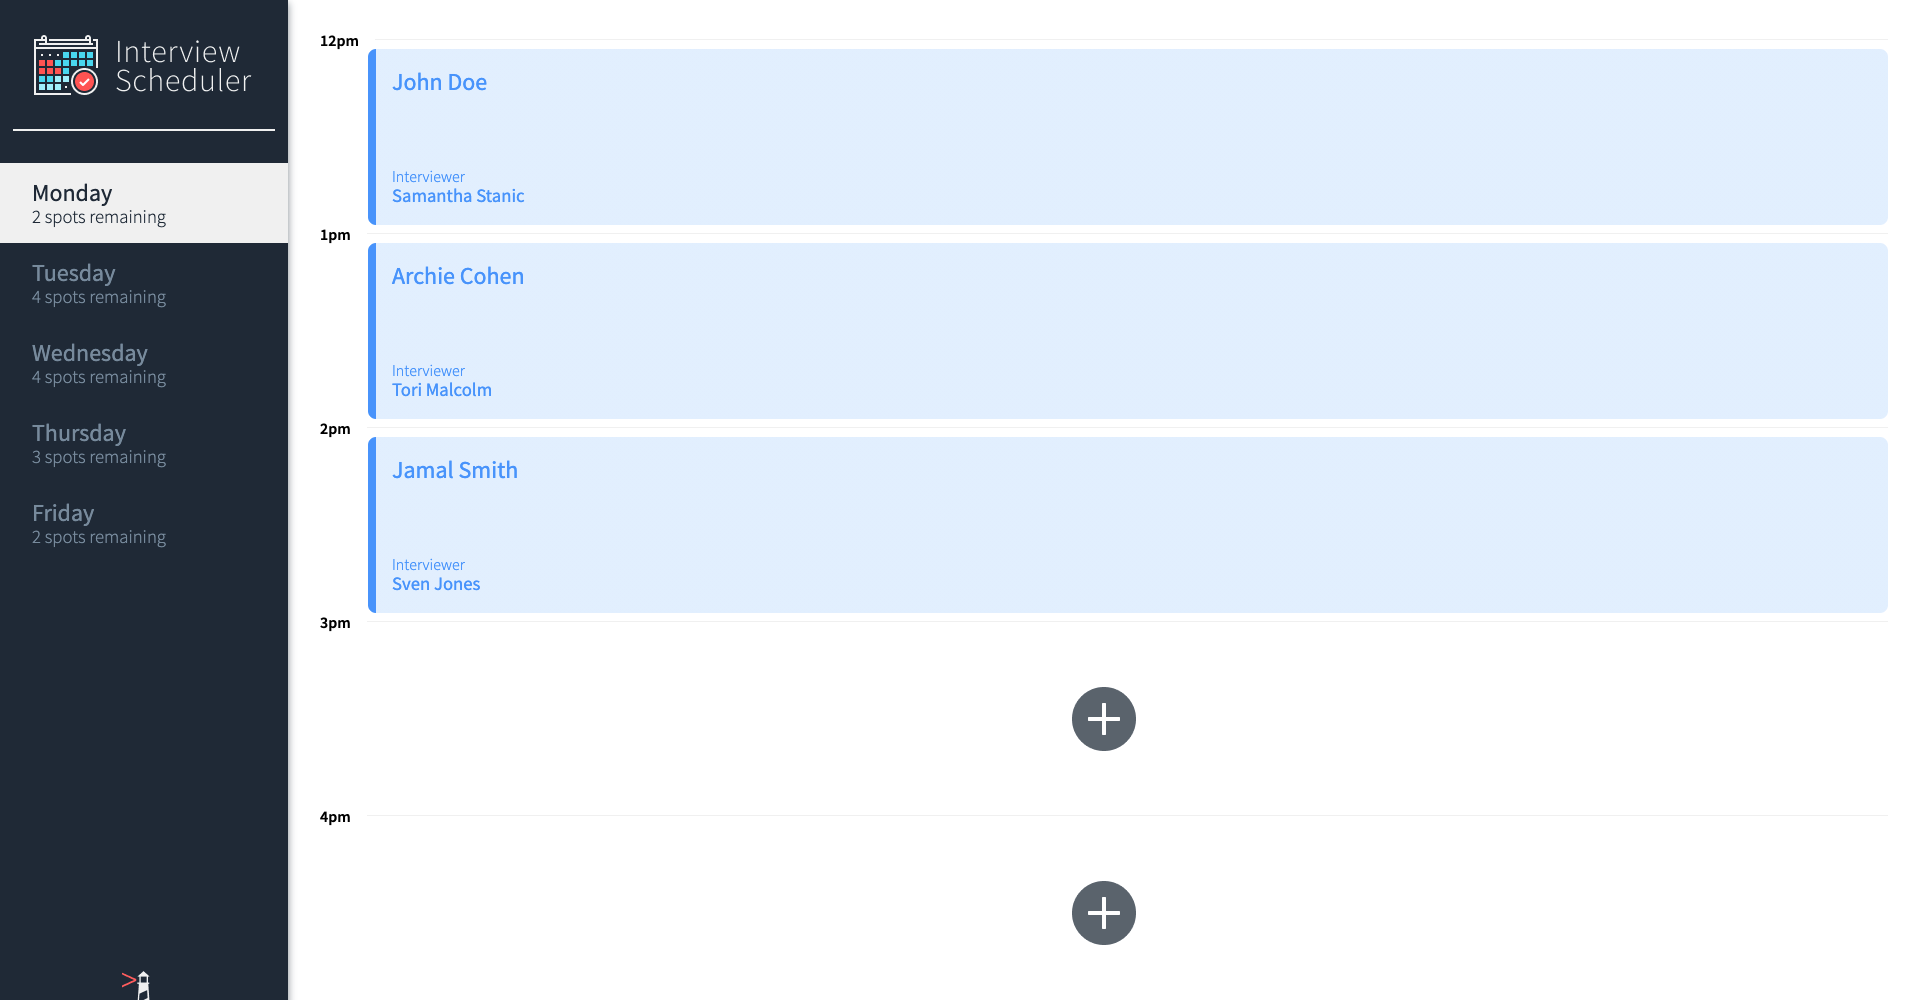 Interview
Scheduler
Monday
2 spots remaining
Tuesday
4 spots remaining
Wednesday
4 spots remaining
Thursday
3 spots remaining
Friday
2 spots remaining
12pm
John Doe
Interviewer
Samantha Stanic
1pm
Archie Cohen
Interviewer
Tori Malcolm
2pm
Jamal Smith
Interviewer
Sven Jones
3pm
4pm